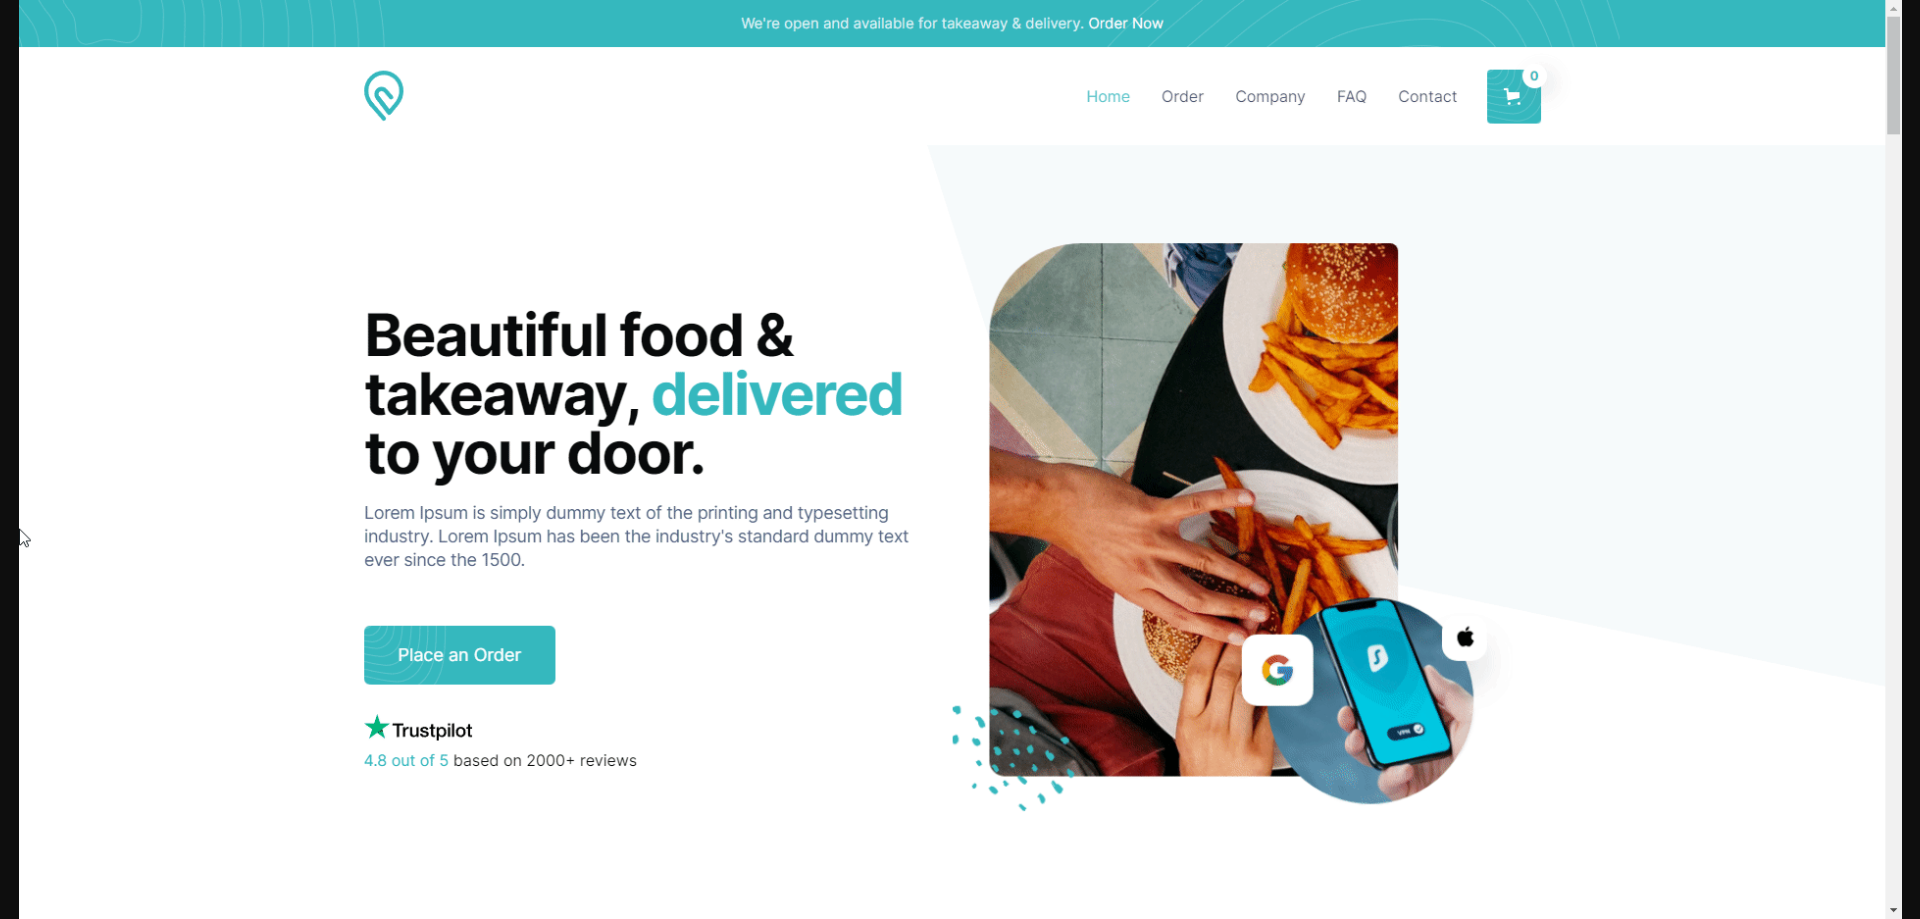 We're open and available for takeaway & delivery. Order Now
Home Order Company FAQ Contact
0
Beautiful food &
takeaway, delivered
to your door.
Lorem Ipsum is simply dummy text of the printing and typesetting
industry. Lorem Ipsum has been the industry's standard dummy text
ever since the 1500.
Place an Order
Trustpilot
4.8 out of 5 based on 2000+ reviews
G
VPN